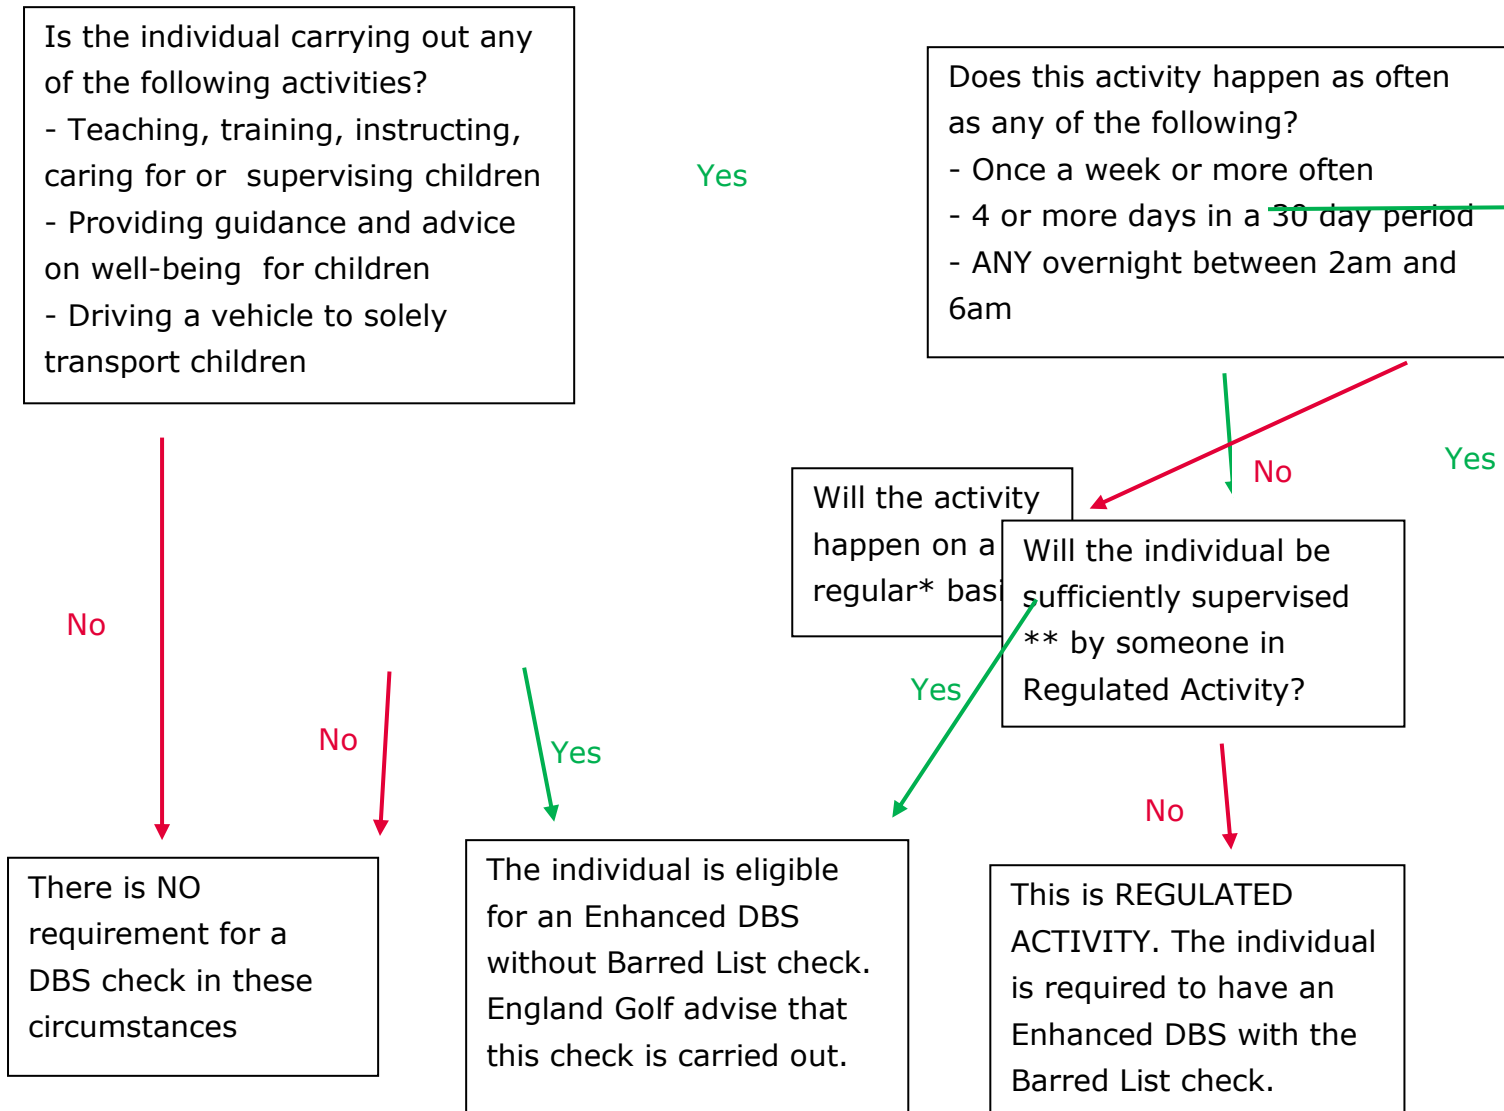 Is the individual carrying out any
of the following activities?
- Teaching, training, instructing,
caring for or supervising children
- Providing guidance and advice
on well-being for children
- Driving a vehicle to solely
transport children
Yes
Does this activity happen as often
as any of the following?
- Once a week or more often
- 4 or more days in a 30 day period
- ANY overnight between 2am and
6am
No
Yes
Will the activity
happen on a
regular* basi
Will the individual be
sufficiently supervised
** by someone in
Regulated Activity?
No
Yes
No
Yes
No
There is NO
requirement for a
DBS check in these
circumstances
The individual is eligible
for an Enhanced DBS
without Barred List check.
England Golf advise that
this check is carried out.
This is REGULATED
ACTIVITY. The individual
is required to have an
Enhanced DBS with the
Barred List check.